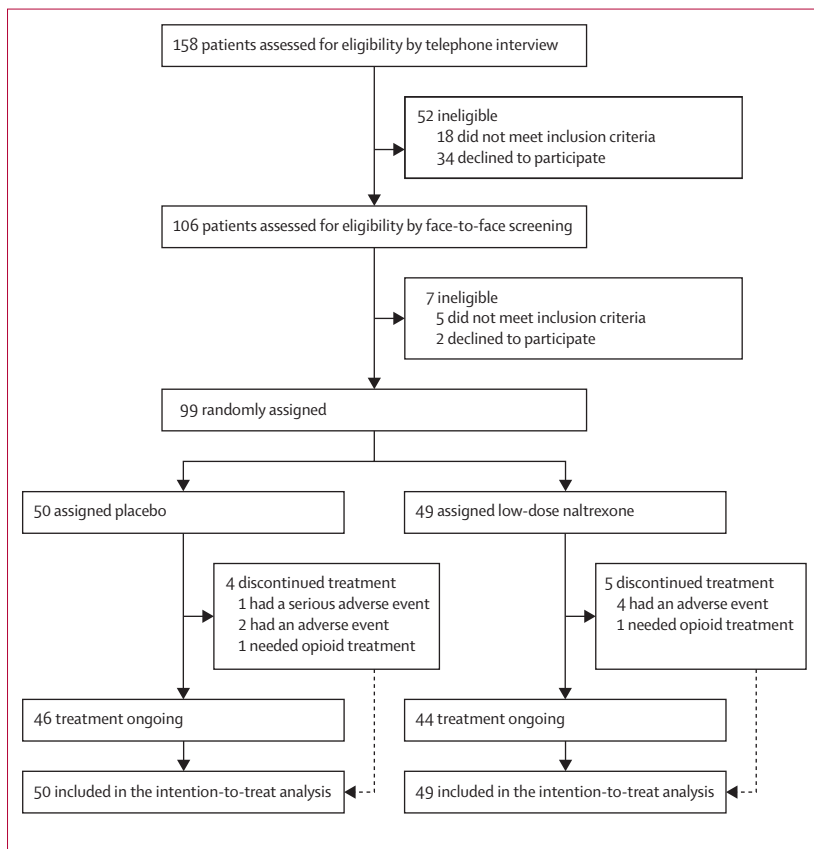 158 patients assessed for eligibility by telephone interview
52 ineligible
18 did not meet inclusion criteria
34 declined to participate
106 patients assessed for eligibility by face-to-face screening
7 ineligible
5 did not meet inclusion criteria
2 declined to participate
99 randomly assigned
50 assigned placebo
49 assigned low-dose naltrexone
4 discontinued treatment
1 had a serious adverse event
2 had an adverse event
1 needed opioid treatment
5 discontinued treatment
4 had an adverse event
1 needed opioid treatment
46 treatment ongoing
44 treatment ongoing
50 included in the intention-to-treat analysis
49 included in the intention-to-treat analysis